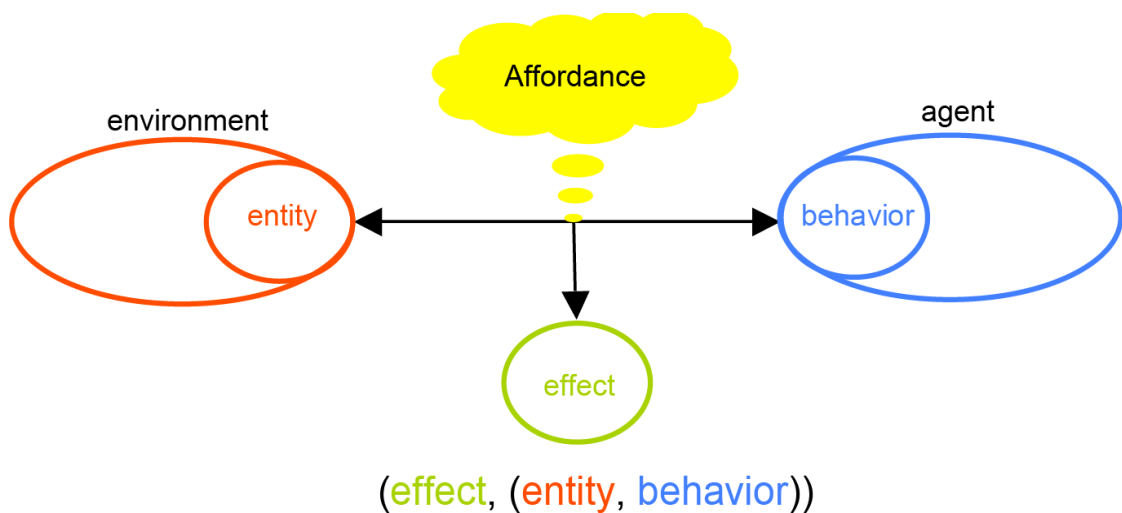 Affordance
environment
agent
entity
behavior
effect
(effect, (entity, behavior))